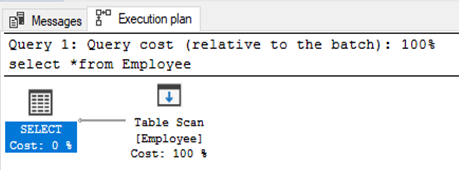 Messages
Execution plan
Query 1: Query cost (relative to the batch): 100%
select *from Employee
SELECT
Cost: 0 %
Table Scan
[Employee]
Cost: 100 %